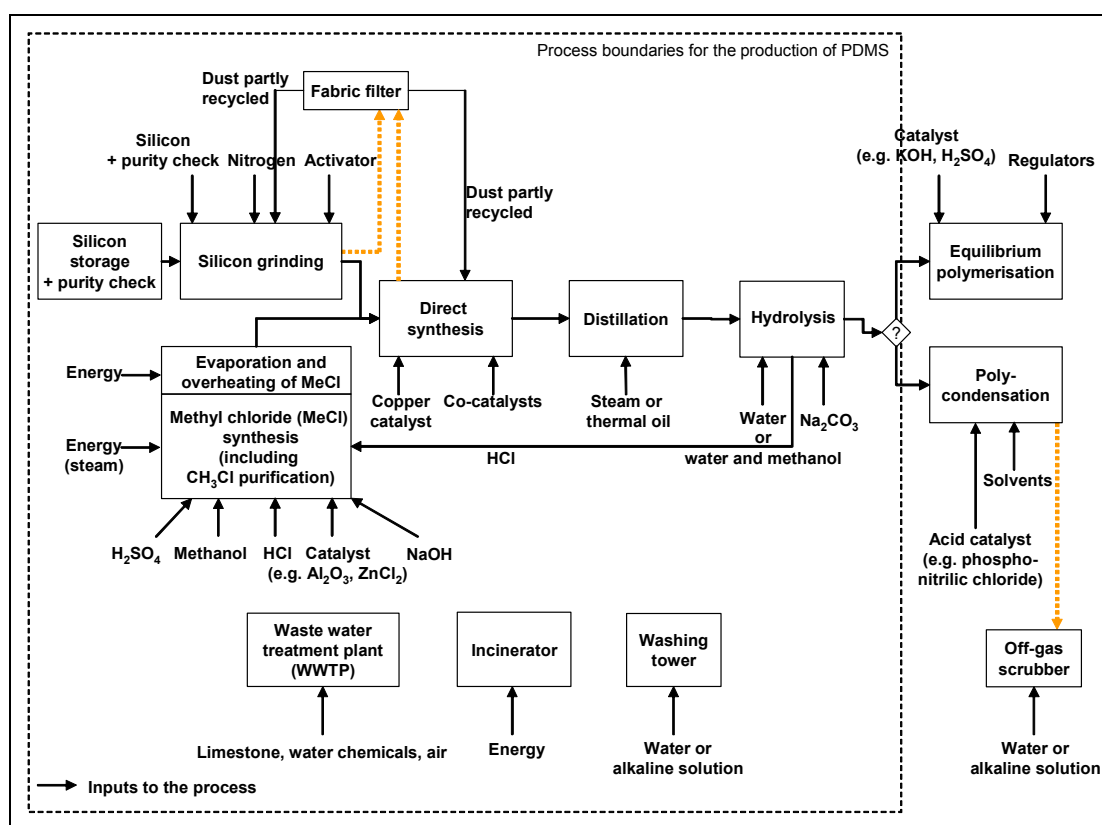 Process boundaries for the production of PDMS
Dust partly
recycled
Fabric filter
Silicon
+ purity check
Nitrogen
Activator
Dust partly
recycled
Catalyst
(e.g. KOH, H₂SO₄)
Regulators
Silicon
storage
+ purity check
Silicon grinding
Equilibrium
polymerisation
Direct
synthesis
Distillation
Hydrolysis
?
Energy
Evaporation and
overheating of MeCl
Copper
catalyst
Co-catalysts
Steam or
thermal oil
Water
or
water and methanol
Na₂CO₃
Poly-
condensation
Energy
(steam)
Methyl chloride (MeCl)
synthesis
(including
CH₃Cl purification)
HCl
Solvents
Acid catalyst
(e.g. phospho-
nitrilic chloride)
H₂SO₄
Methanol
HCl
Catalyst
(e.g. Al₂O₃, ZnCl₂)
NaOH
Waste water
treatment plant
(WWTP)
Incinerator
Washing
tower
Off-gas
scrubber
Limestone, water chemicals, air
Energy
Water or
alkaline solution
Water or
alkaline solution
Inputs to the process